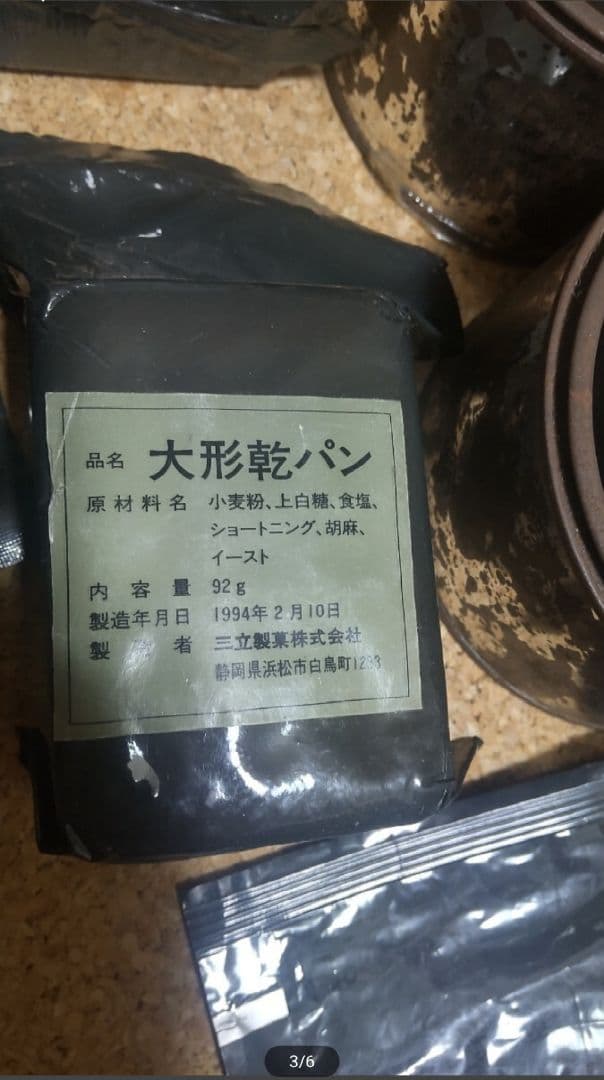 品名 大形乾パン
原材料名 小麦粉、上白糖、食塩、
ショートニング、胡麻、
イースト
内容量 92g
製造年月日 1994年2月10日
製造者 三立製菓株式会社
静岡県浜松市白鳥町1233
3/6